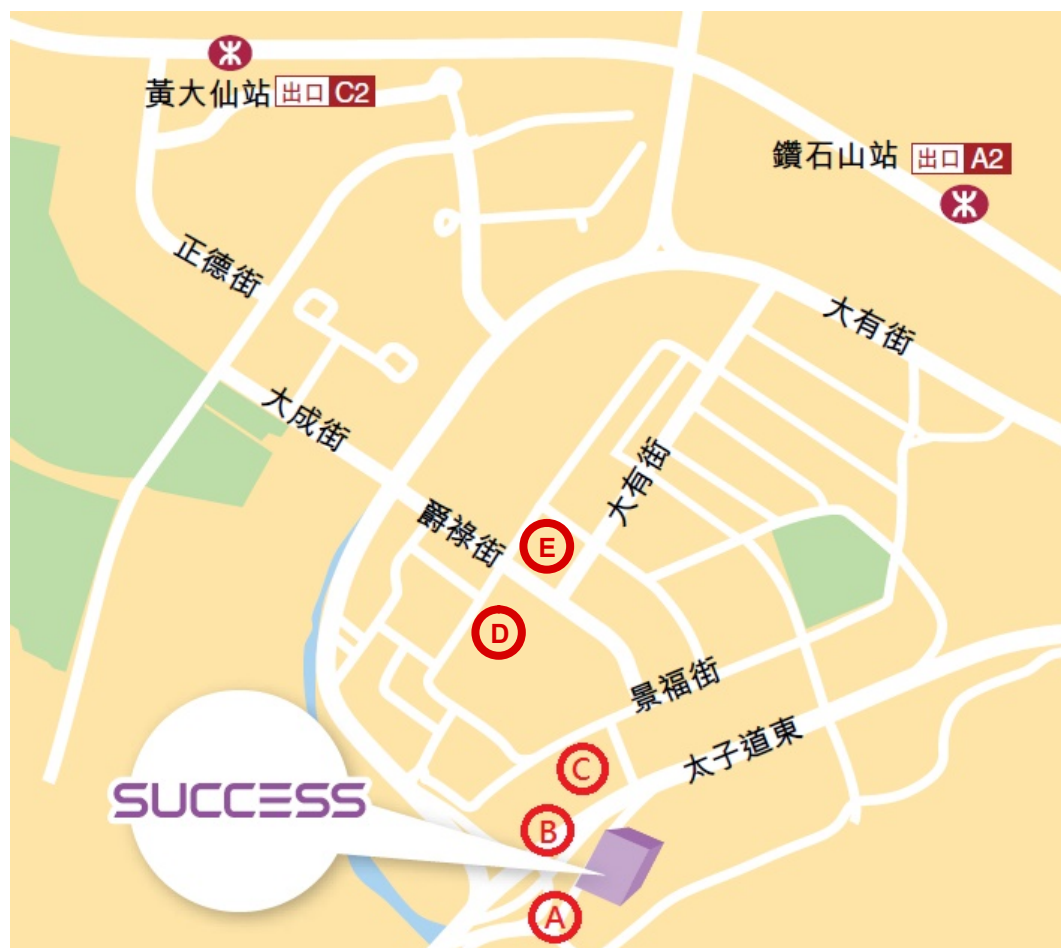 黃大仙站 出口 C2
鑽石山站 出口 A2
正德街
大有街
大成街
大有街
爵祿街
E
D
景福街
太子道東
C
SUCCESS
B
A